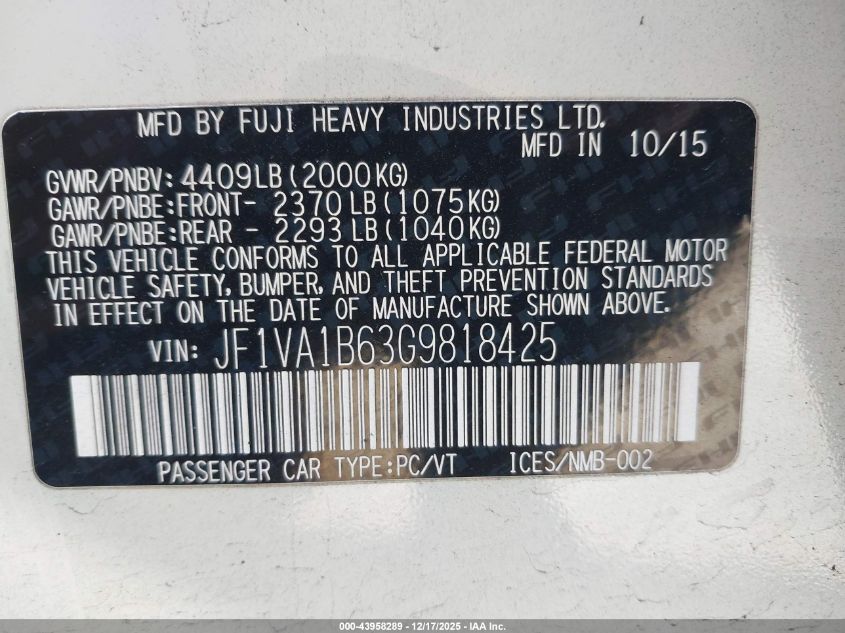 MFD BY FUJI HEAVY INDUSTRIES LTD.
MFD IN 10/15
GVWR/PNBV: 4409LB(2000KG)
GAWR/PNBE:FRONT- 2370LB(1075KG)
GAWR/PNBE:REAR - 2293LB(1040KG)
THIS VEHICLE CONFORMS TO ALL APPLICABLE FEDERAL MOTOR
VEHICLE SAFETY, BUMPER, AND THEFT PREVENTION STANDARDS
IN EFFECT ON THE DATE OF MANUFACTURE SHOWN ABOVE.
VIN: JF1VA1B63G9818425
PASSENGER CAR TYPE:PC/VT ICES/NMB-002
000-43958289 - 12/17/2025 - IAA Inc.